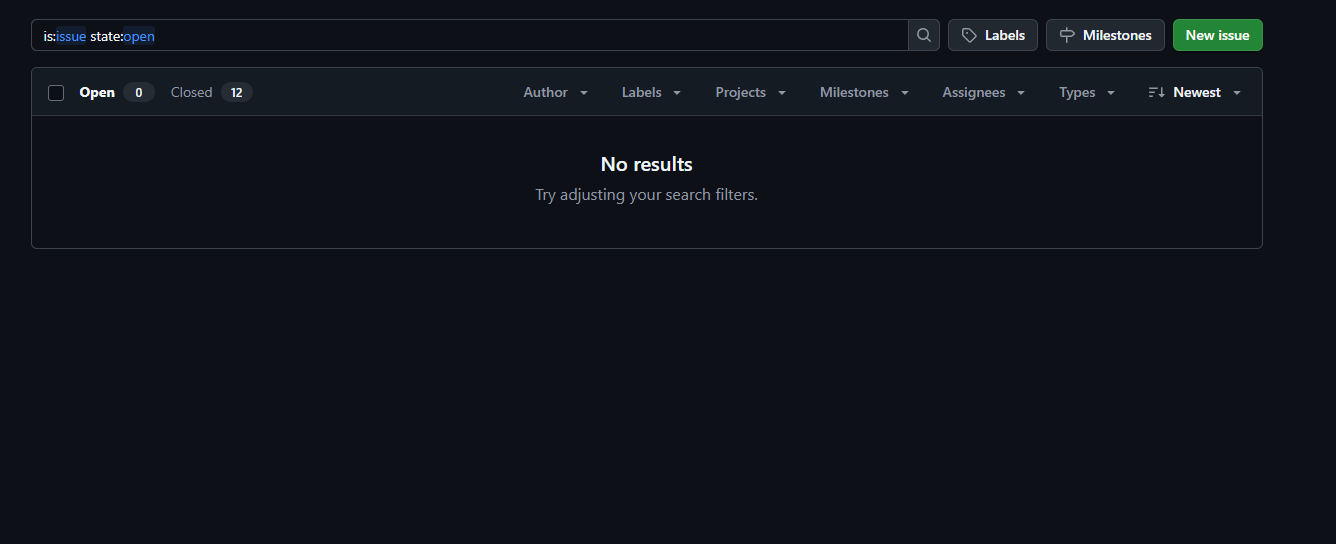 is:issue state:open Labels Milestones New issue
Open 0 Closed 12 Author Labels Projects Milestones Assignees Types Newest
No results
Try adjusting your search filters.